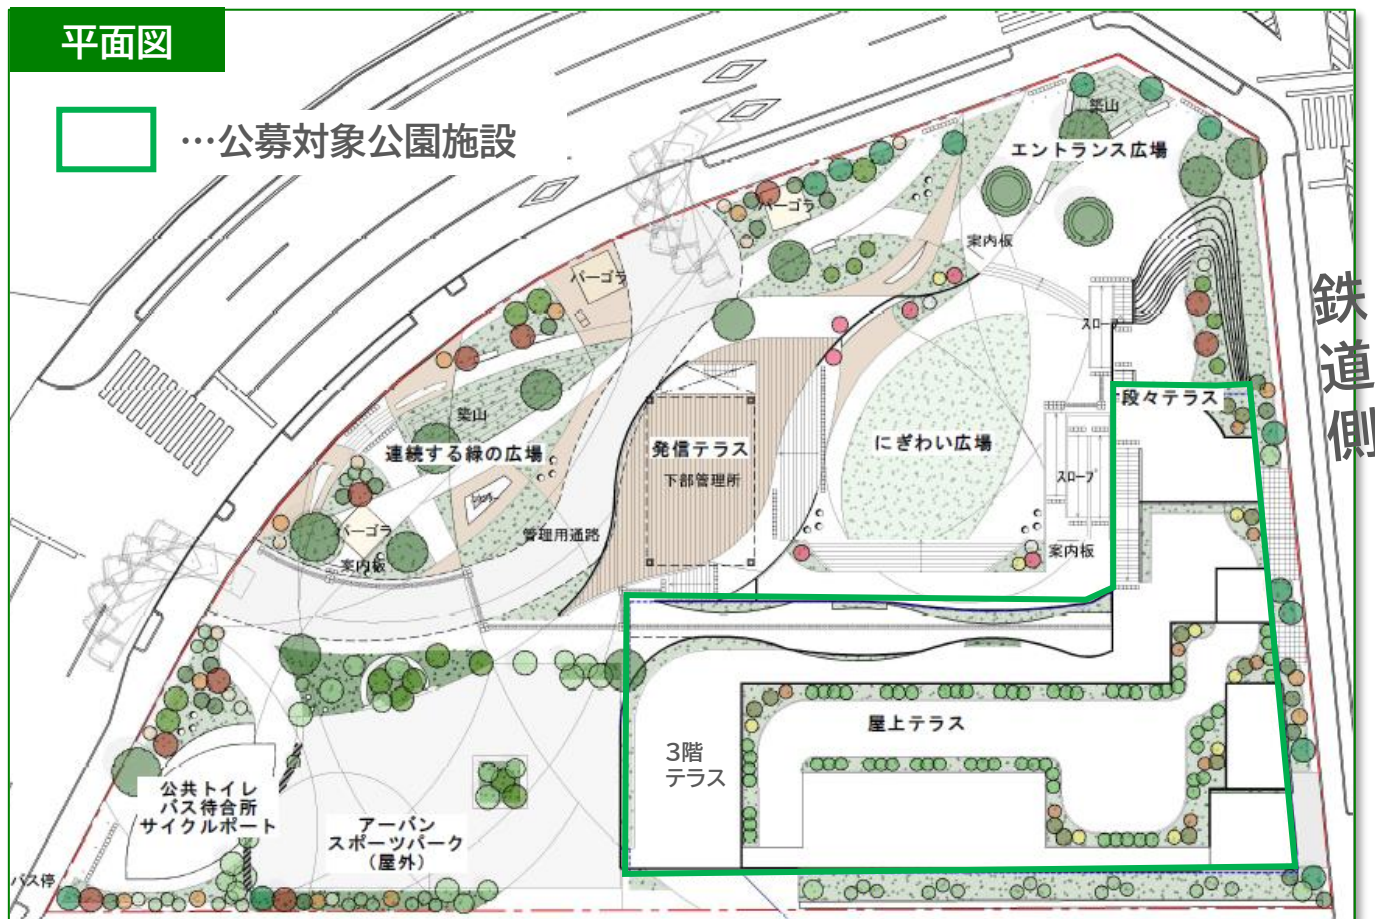 平面図
…公募対象公園施設
築山
エントランス広場
パーゴラ
案内板
パーゴラ
スロープ
鉄道側
段々テラス
築山
連続する緑の広場
発信テラス
下部管理所
にぎわい広場
スロープ
パーゴラ
管理用通路
案内板
案内板
屋上テラス
3階
テラス
公共トイレ
バス待合所
サイクルポート
アーバン
スポーツパーク
(屋外)
バス停